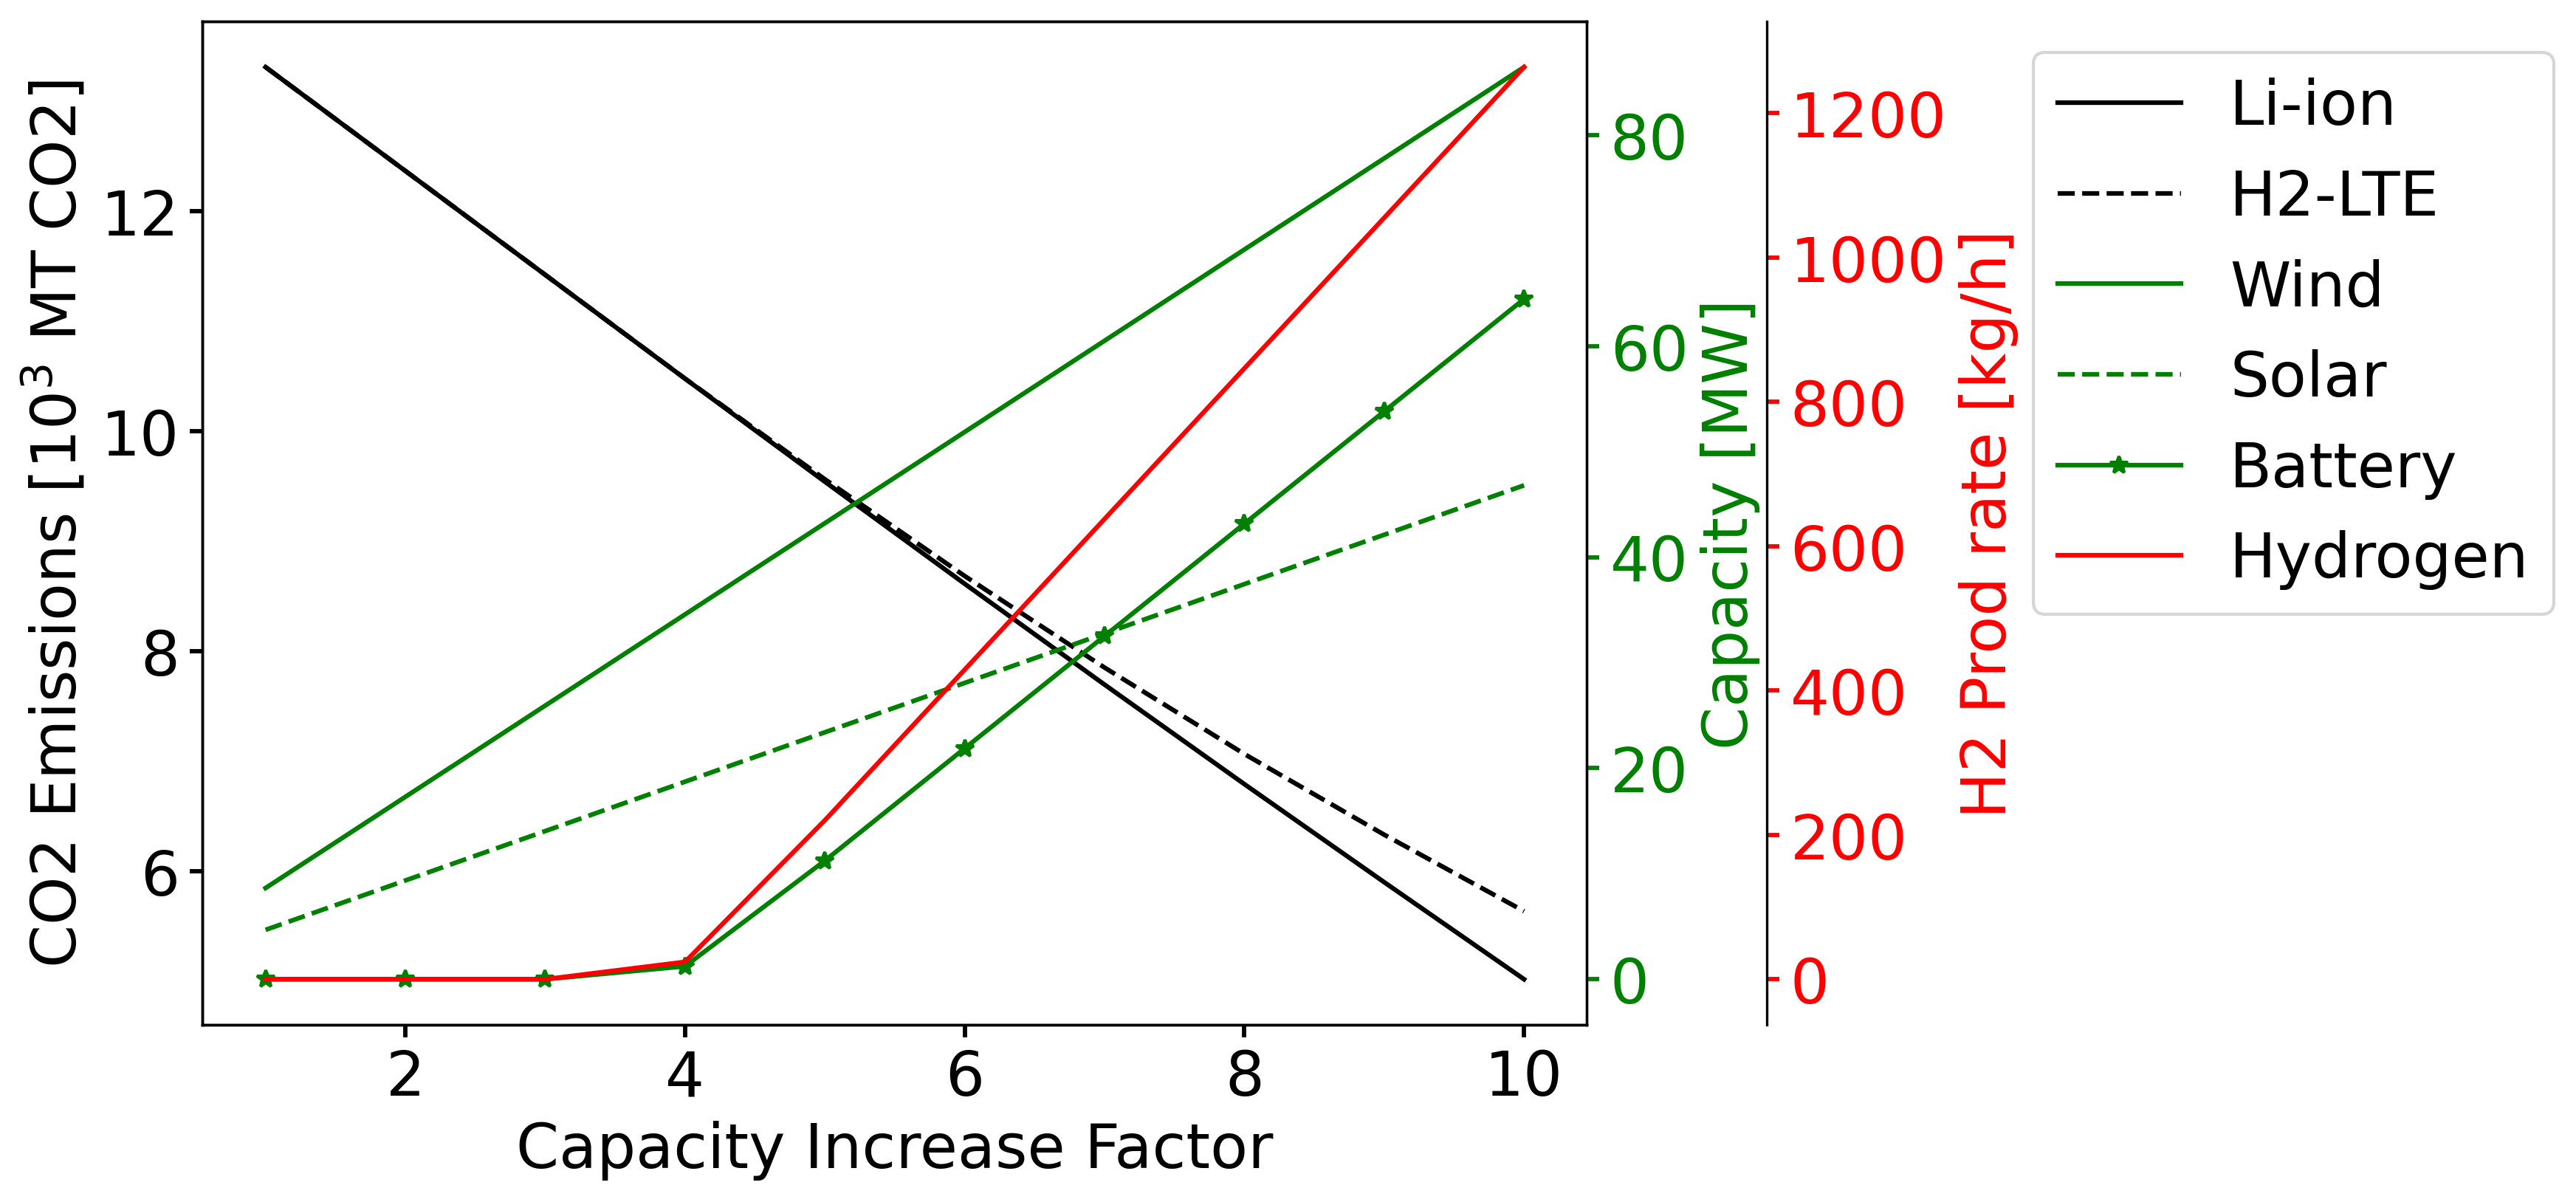 CO2 Emissions [10³ MT CO2]
12
10
8
6
2
4
6
8
10
Capacity Increase Factor
80
60
40
20
0
Capacity [MW]
1200
1000
800
600
400
200
0
H2 Prod rate [kg/h]
Li-ion
H2-LTE
Wind
Solar
Battery
Hydrogen